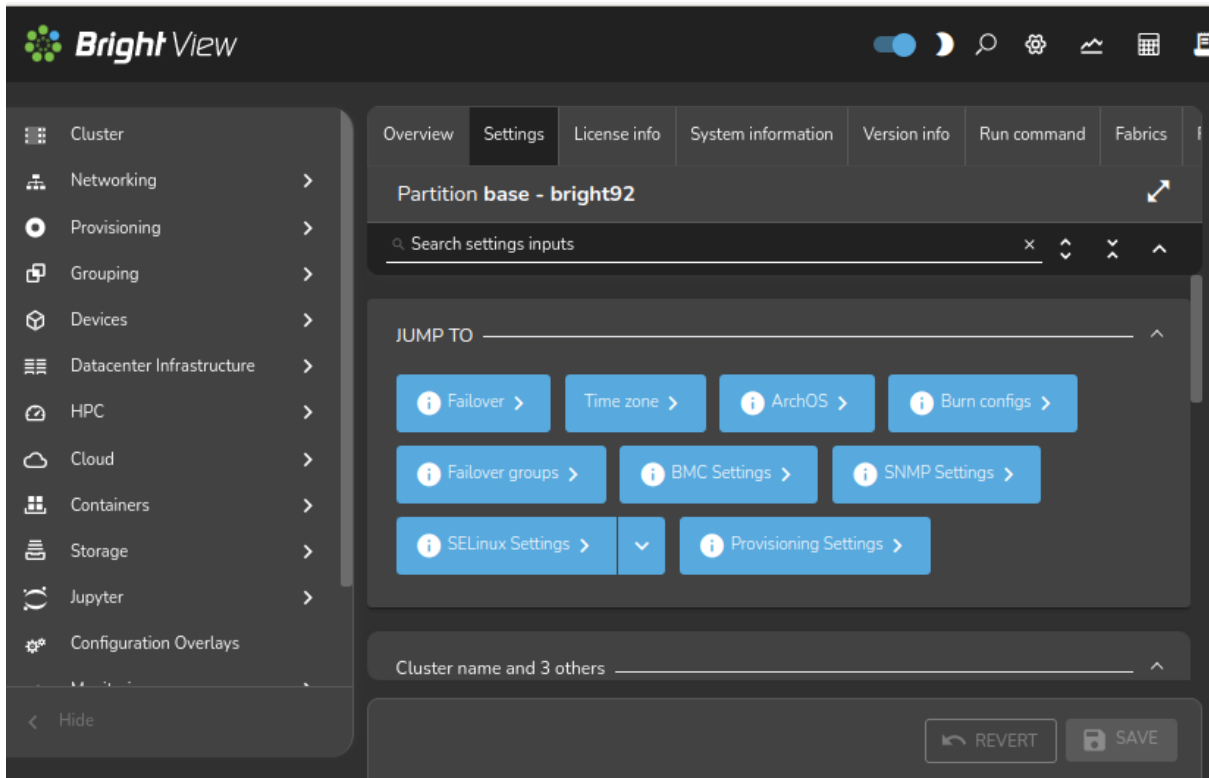 Bright View
Cluster
Networking
Provisioning
Grouping
Devices
Datacenter Infrastructure
HPC
Cloud
Containers
Storage
Jupyter
Configuration Overlays
Hide
Overview Settings License info System information Version info Run command Fabrics
Partition base - bright92
Search settings inputs
JUMP TO
Failover Time zone ArchOS Burn configs
Failover groups BMC Settings SNMP Settings
SELinux Settings Provisioning Settings
Cluster name and 3 others
REVERT SAVE